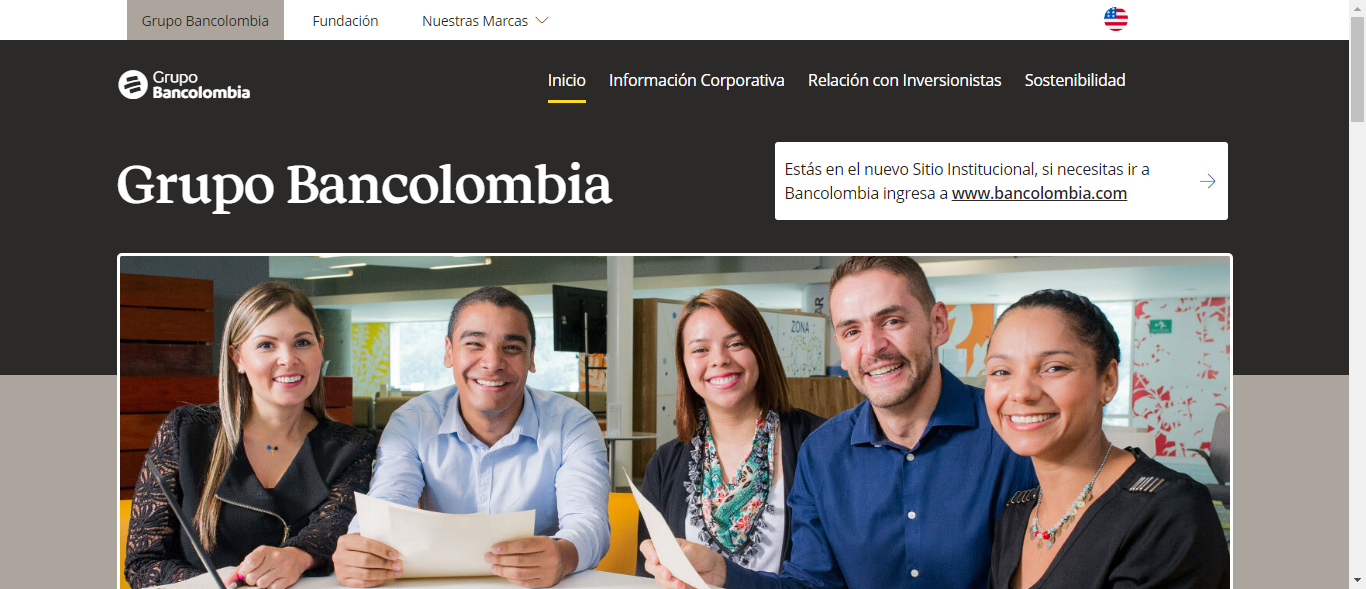 Grupo Bancolombia
Fundación
Nuestras Marcas
Grupo
Bancolombia
Inicio
Información Corporativa
Relación con Inversionistas
Sostenibilidad
Grupo Bancolombia
Estás en el nuevo Sitio Institucional, si necesitas ir a
Bancolombia ingresa a www.bancolombia.com
ZONA